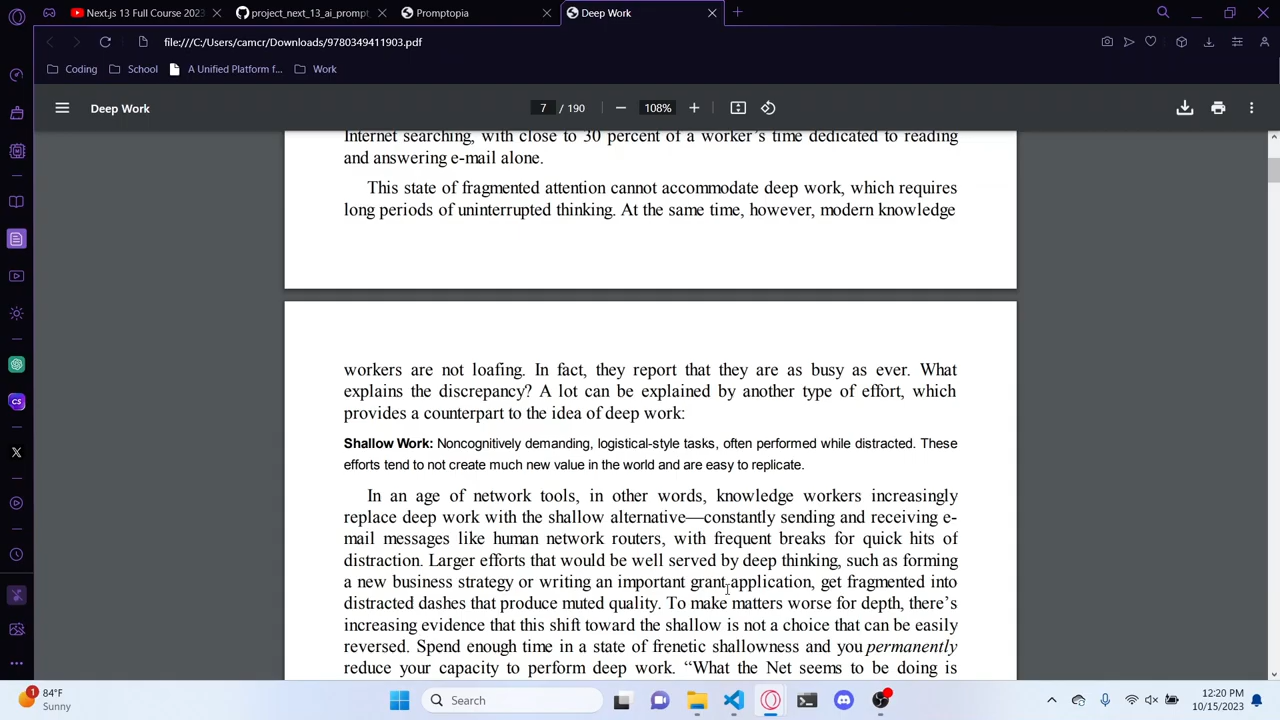 Next.js 13 Full Course 2023
project_next_13_ai_prompt
Promptopia
Deep Work
file:///C:/Users/camcr/Downloads/9780349411903.pdf
Coding
School
A Unified Platform f...
Work
Deep Work
7 / 190
108%
Internet searching, with close to 30 percent of a worker's time dedicated to reading
and answering e-mail alone.
This state of fragmented attention cannot accommodate deep work, which requires
long periods of uninterrupted thinking. At the same time, however, modern knowledge
workers are not loafing. In fact, they report that they are as busy as ever. What
explains the discrepancy? A lot can be explained by another type of effort, which
provides a counterpart to the idea of deep work:
Shallow Work: Noncognitively demanding, logistical-style tasks, often performed while distracted. These
efforts tend to not create much new value in the world and are easy to replicate.
In an age of network tools, in other words, knowledge workers increasingly
replace deep work with the shallow alternative—constantly sending and receiving e-
mail messages like human network routers, with frequent breaks for quick hits of
distraction. Larger efforts that would be well served by deep thinking, such as forming
a new business strategy or writing an important grant application, get fragmented into
distracted dashes that produce muted quality. To make matters worse for depth, there's
increasing evidence that this shift toward the shallow is not a choice that can be easily
reversed. Spend enough time in a state of frenetic shallowness and you permanently
reduce your capacity to perform deep work. “What the Net seems to be doing is
CS
1
84°F
Sunny
Search
12:20 PM
10/15/2023